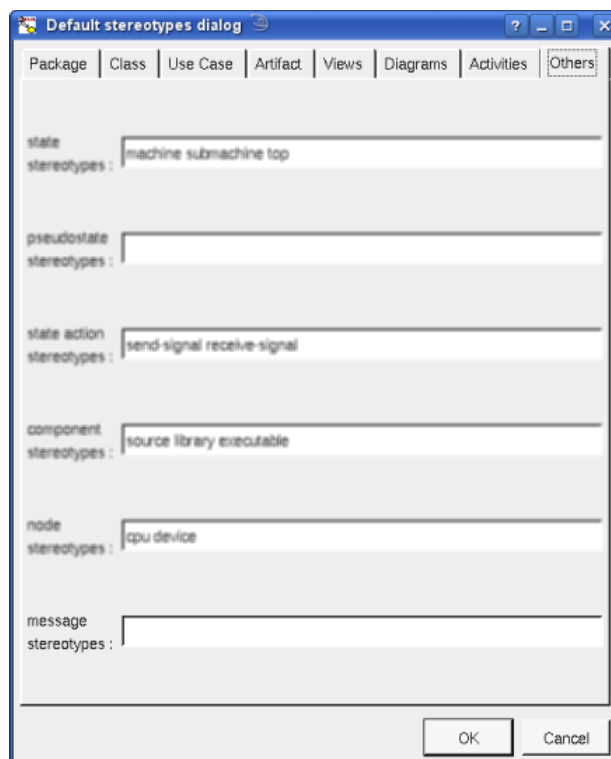 Default stereotypes dialog
Package Class Use Case Artifact Views Diagrams Activities Others
state
stereotypes :
machine submachine top
pseudostate
stereotypes :
state action
stereotypes :
send-signal receive-signal
component
stereotypes :
source library executable
node
stereotypes :
cpu device
message
stereotypes :
OK Cancel